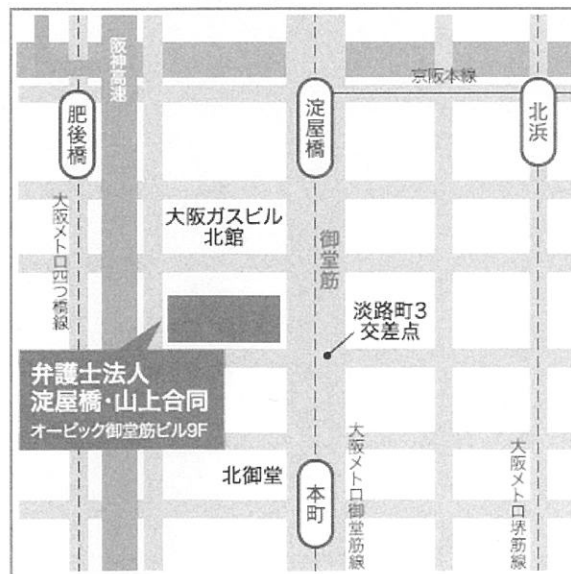 阪神高速
京阪本線
肥後橋
淀屋橋
北浜
大阪メトロ四つ橋線
大阪ガスビル
北館
御堂筋
淡路町3
交差点
弁護士法人
淀屋橋・山上合同
オービック御堂筋ビル9F
北御堂
本町
大阪メトロ御堂筋線
大阪メトロ堺筋線